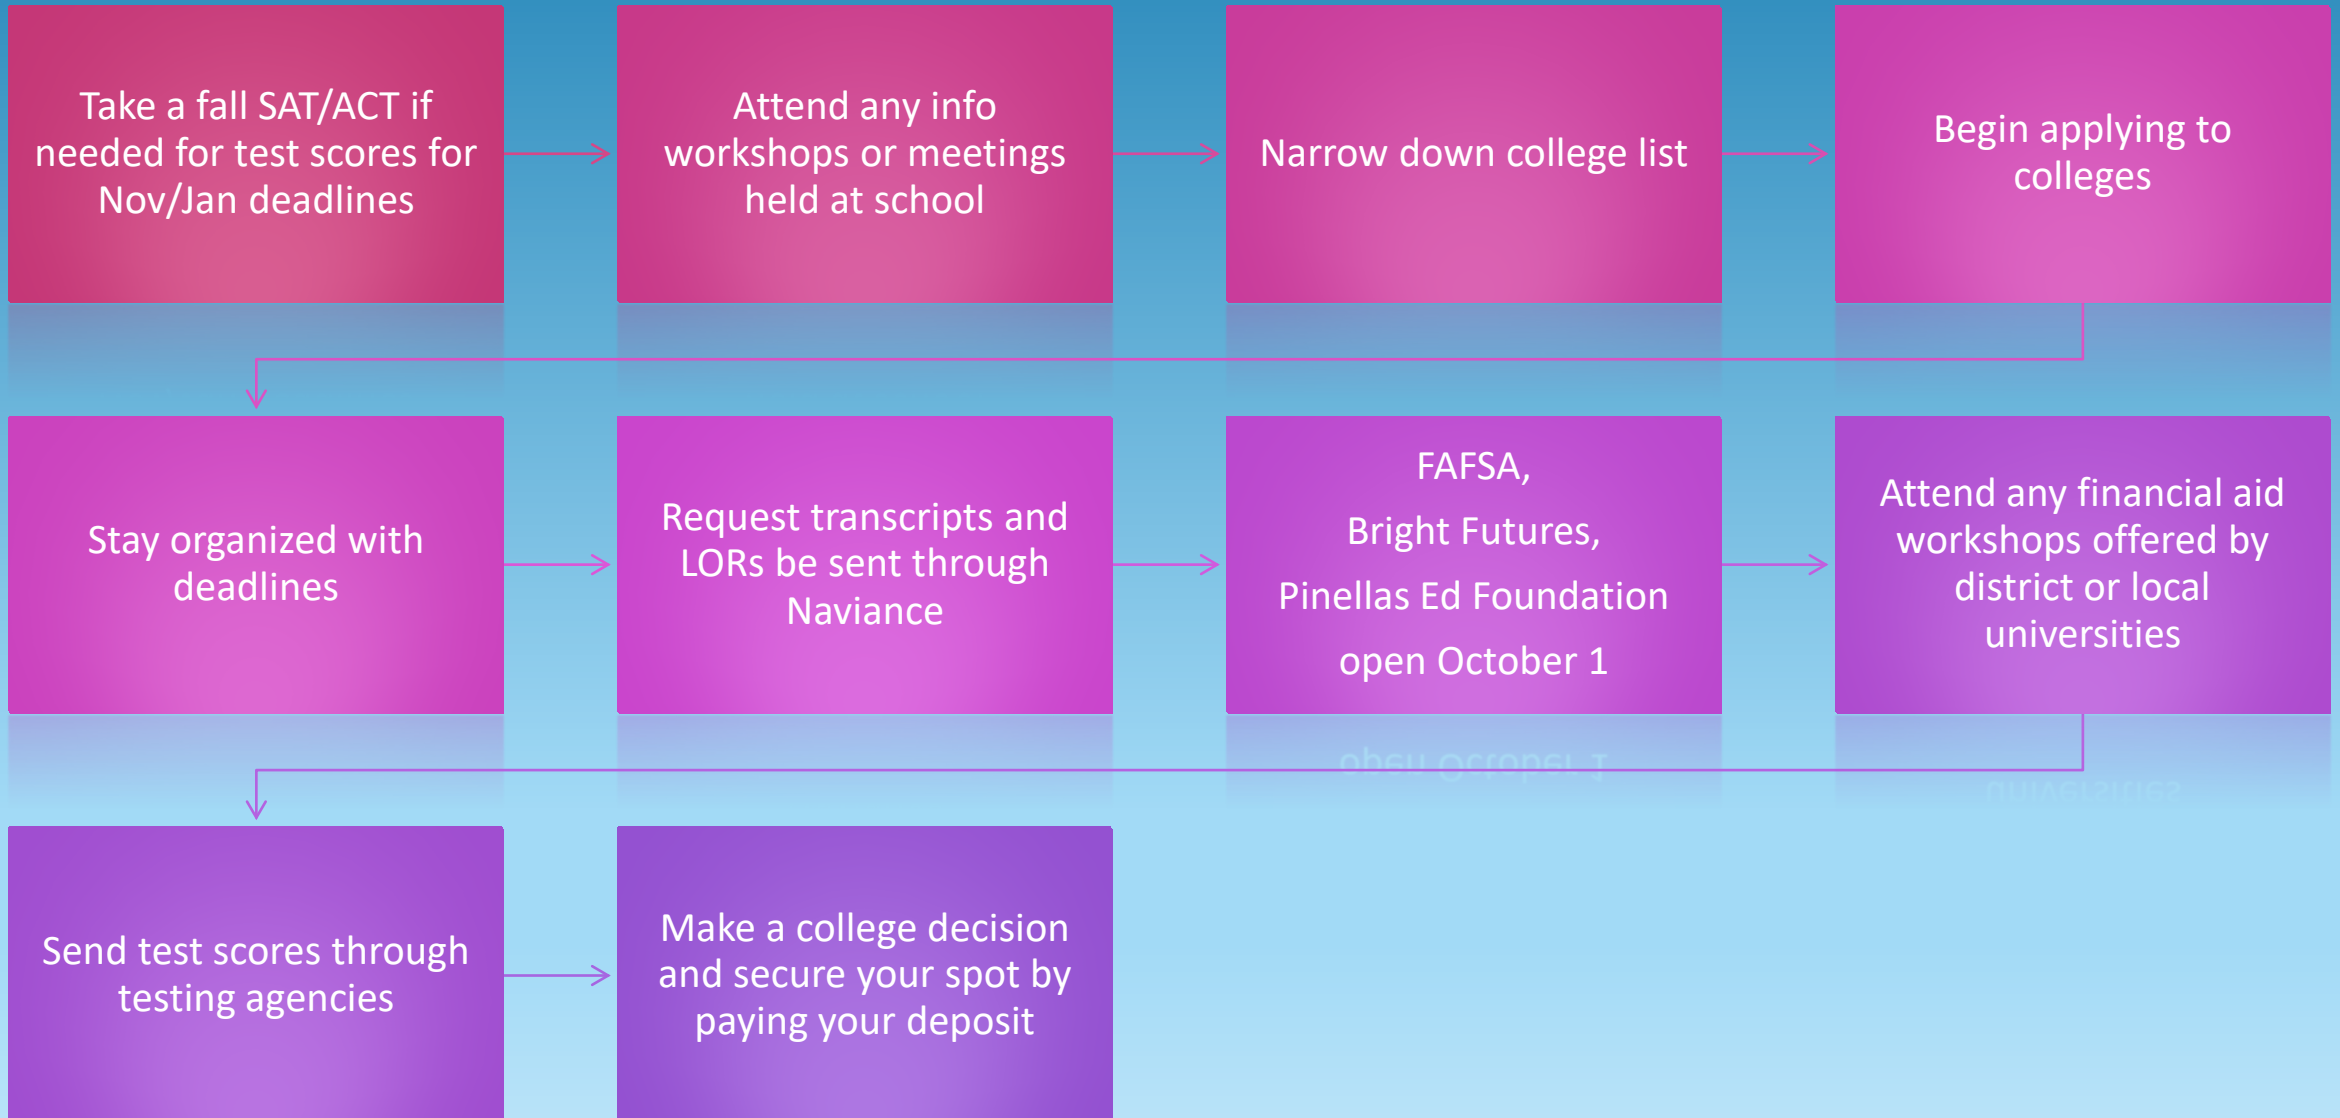 Take a fall SAT/ACT if
needed for test scores for
Nov/Jan deadlines
Attend any info
workshops or meetings
held at school
Narrow down college list
Begin applying to
colleges
Stay organized with
deadlines
Request transcripts and
LORs be sent through
Naviance
FAFSA,
Bright Futures,
Pinellas Ed Foundation
open October 1
Attend any financial aid
workshops offered by
district or local
universities
Send test scores through
testing agencies
Make a college decision
and secure your spot by
paying your deposit